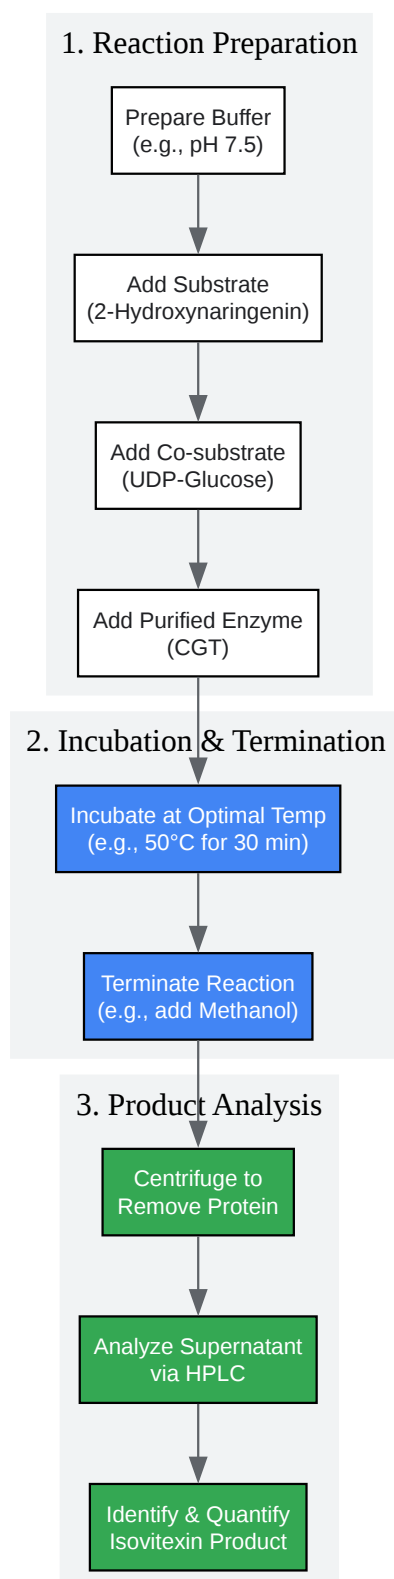 1. Reaction Preparation
Prepare Buffer
(e.g., pH 7.5)
Add Substrate
(2-Hydroxynaringenin)
Add Co-substrate
(UDP-Glucose)
Add Purified Enzyme
(CGT)
2. Incubation & Termination
Incubate at Optimal Temp
(e.g., 50°C for 30 min)
Terminate Reaction
(e.g., add Methanol)
3. Product Analysis
Centrifuge to
Remove Protein
Analyze Supernatant
via HPLC
Identify & Quantify
Isovitexin Product